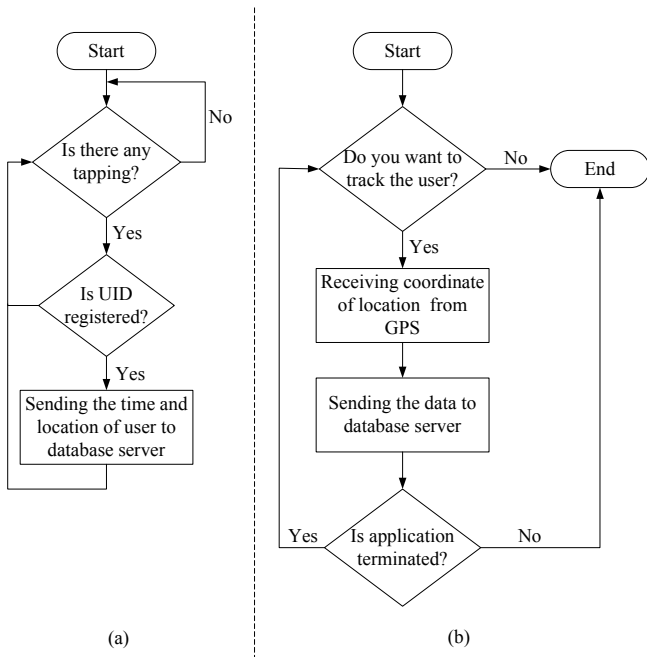 Start
No
Is there any
tapping?
Yes
Is UID
registered?
Yes
Sending the time and
location of user to
database server
(a)
Start
Do you want to
track the user?
No
End
Yes
Receiving coordinate
of location from
GPS
Sending the data to
database server
Yes
Is application
terminated?
No
(b)